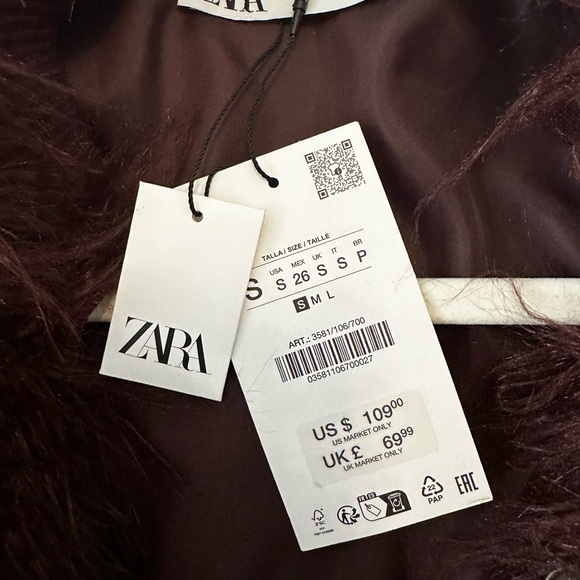 ZARA
ZARA
TALLA / SIZE / TAILLE
USA MEX UK IT BR
S S 26 S S P
S M L
ART.: 3581/106/700
03581106700027
US $ 109.00
US MARKET ONLY
UK £ 69.99
UK MARKET ONLY
FSC
22
PAP
EAC